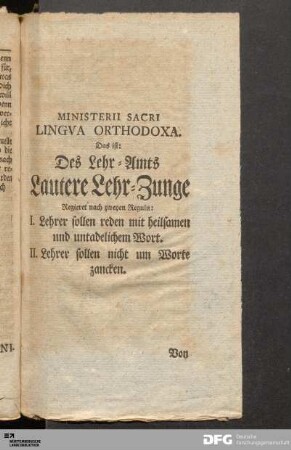 MINISTERII SACRI
LINGVA ORTHODOXA.
Das ist:
Des Lehr-Amts
Lautere Lehr-Zunge
Regieret nach zweyen Reguln:
I. Lehrer sollen reden mit heilsamen
und untadelichem Wort.
II. Lehrer sollen nicht um Worte
zancken.
Von
DFG